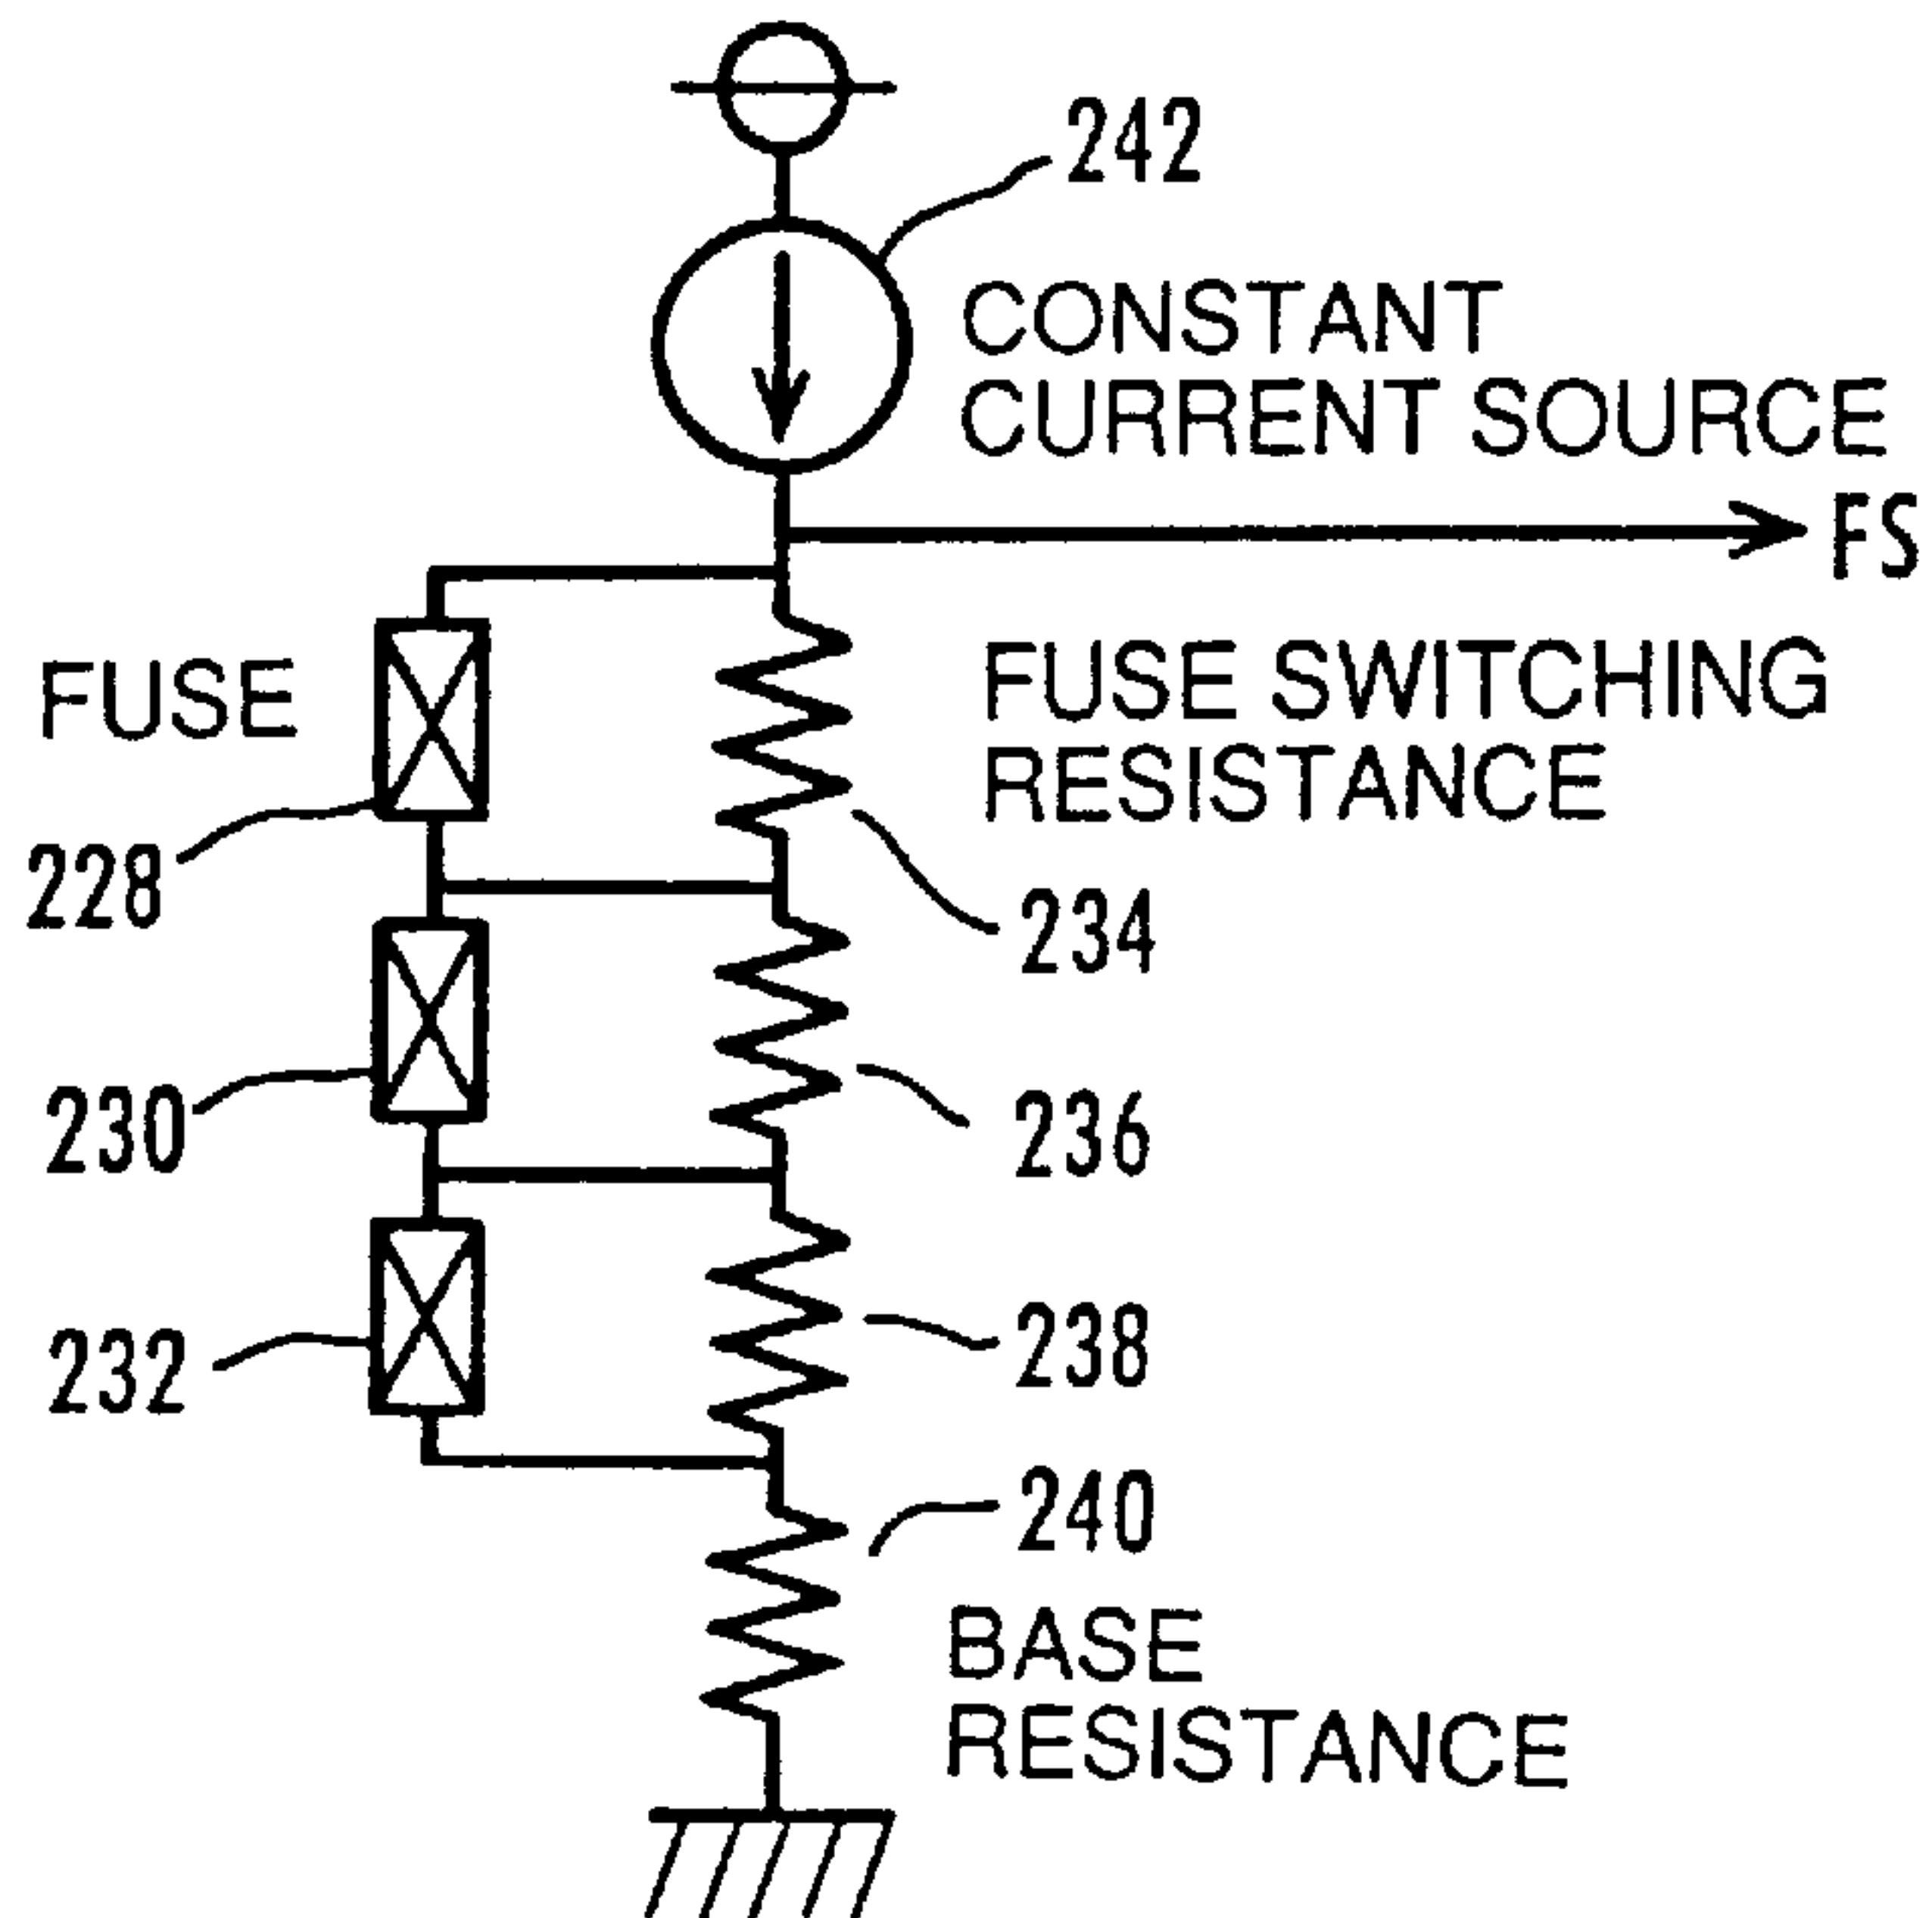 242
CONSTANT
CURRENT SOURCE
FS
FUSE
FUSE SWITCHING
RESISTANCE
228
234
230
236
232
238
240
BASE
RESISTANCE